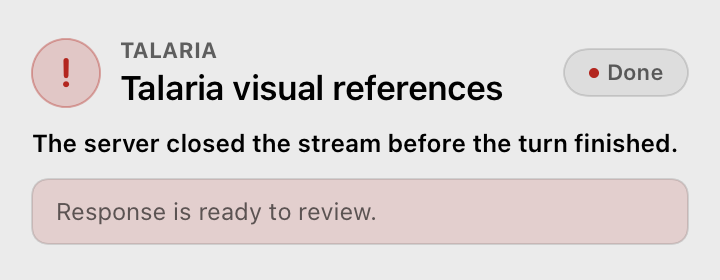 TALARIA
Talaria visual references
Done
The server closed the stream before the turn finished.
Response is ready to review.